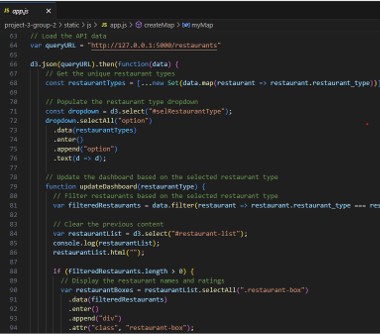 JS app.js ×
project-3-group-2 > static > js > JS app.js > createMap > myMap
63 // Load the API data
64 var queryURL = "http://127.0.0.1:5000/restaurants"
65
66 d3.json(queryURL).then(function(data) {
67 // Get the unique restaurant types
68 const restaurantTypes = [...new Set(data.map(restaurant => restaurant.restaurant_type))]
69
70 // Populate the restaurant type dropdown
71 const dropdown = d3.select("#selRestaurantType");
72 dropdown.selectAll("option")
73 .data(restaurantTypes)
74 .enter()
75 .append("option")
76 .text(d => d);
77
78 // Update the dashboard based on the selected restaurant type
79 function updateDashboard(restaurantType) {
80 // Filter restaurants based on the selected restaurant type
81 var filteredRestaurants = data.filter(restaurant => restaurant.restaurant_type === res
82
83 // Clear the previous content
84 var restaurantList = d3.select("#restaurant-list");
85 console.log(restaurantList);
86 restaurantList.html("");
87
88 if (filteredRestaurants.length > 0) {
89 // Display the restaurant names and ratings
90 var restaurantBoxes = restaurantList.selectAll(".restaurant-box")
91 .data(filteredRestaurants)
92 .enter()
93 .append("div")
94 .attr("class", "restaurant-box");